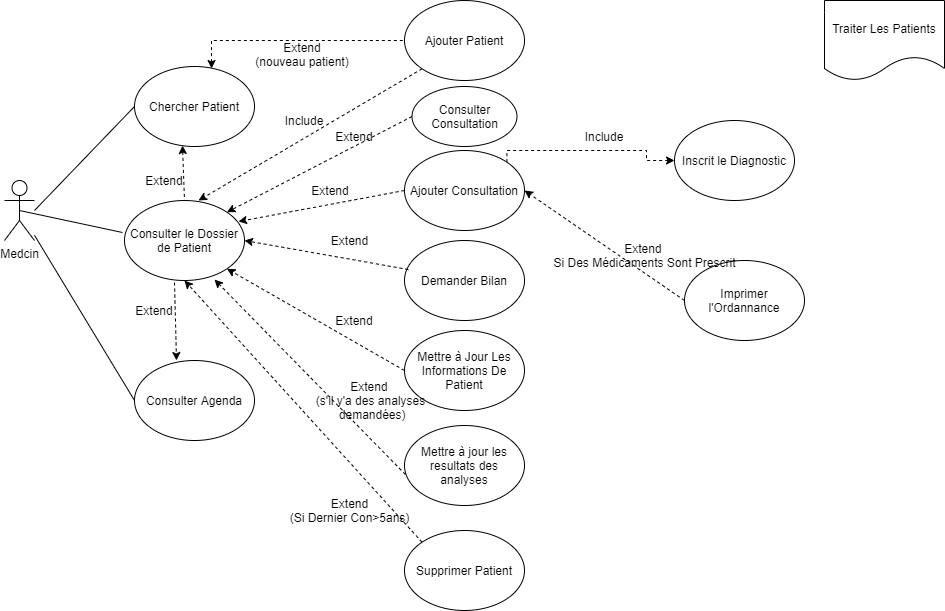 Ajouter Patient
Traiter Les Patients
Extend
(nouveau patient)
Chercher Patient
Consulter
Consultation
Include
Extend
Include
Inscrit le Diagnostic
Extend
Extend
Ajouter Consultation
Medcin
Consulter le Dossier
de Patient
Extend
Extend
Si Des Médicaments Sont Prescrit
Demander Bilan
Imprimer
l'Ordannance
Extend
Extend
Mettre à Jour Les
Informations De
Patient
Consulter Agenda
Extend
(s'il y'a des analyses
demandées)
Mettre à jour les
resultats des
analyses
Extend
(Si Dernier Con>5ans)
Supprimer Patient